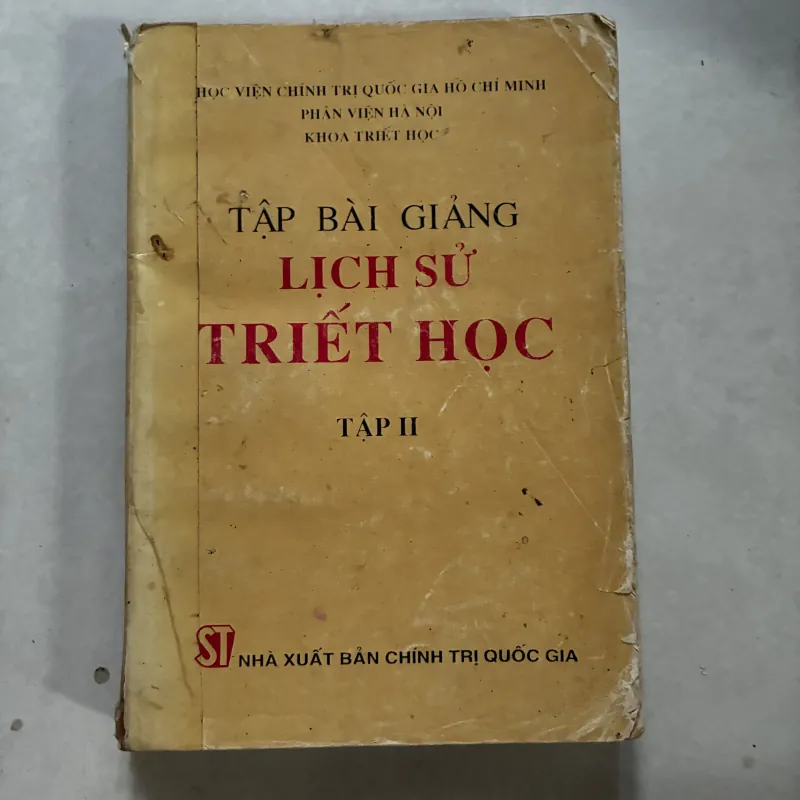 HỌC VIỆN CHÍNH TRỊ QUỐC GIA HỒ CHÍ MINH
PHÂN VIỆN HÀ NỘI
KHOA TRIẾT HỌC
TẬP BÀI GIẢNG
LỊCH SỬ
TRIẾT HỌC
TẬP II
ST NHÀ XUẤT BẢN CHÍNH TRỊ QUỐC GIA